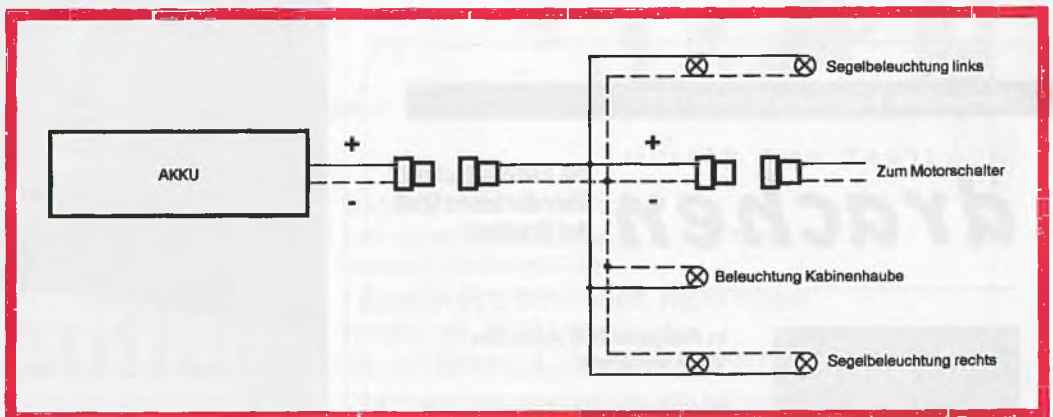 Segelbeleuchtung links
+ +
AKKU
Zum Motorschalter
- -
Beleuchtung Kabinenhaube
Segelbeleuchtung rechts